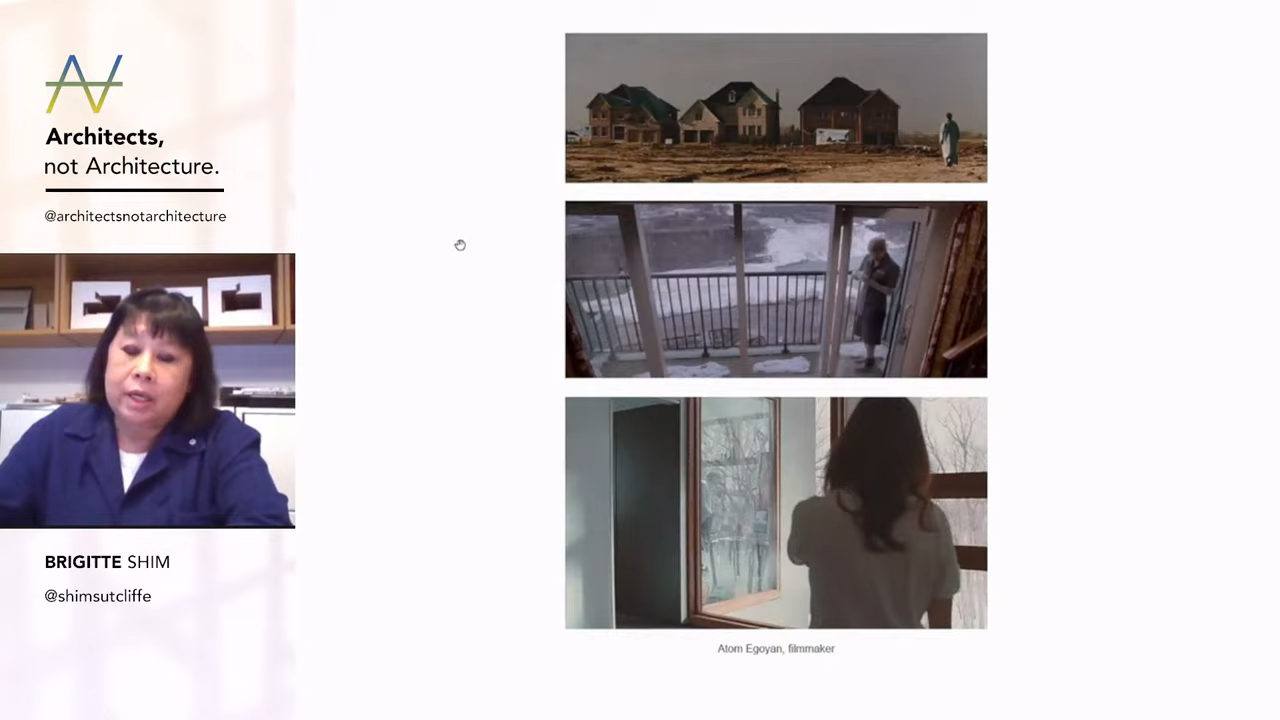 Architects,
not Architecture.
@architectsnotarchitecture
BRIGITTE SHIM
@shimsutcliffe
Atom Egoyan, filmmaker